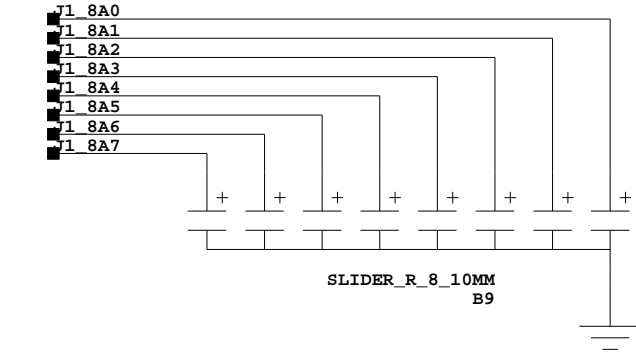 J1_8A0
J1_8A1
J1_8A2
J1_8A3
J1_8A4
J1_8A5
J1_8A6
J1_8A7
+ + + + + + + +
SLIDER_R_8_10MM
B9